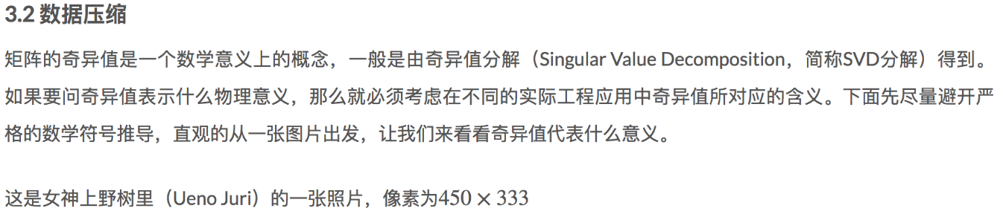 3.2 数据压缩
矩阵的奇异值是一个数学意义上的概念，一般是由奇异值分解（Singular Value Decomposition，简称SVD分解）得到。
如果要问奇异值表示什么物理意义，那么就必须考虑在不同的实际工程应用中奇异值所对应的含义。下面先尽量避开严
格的数学符号推导，直观的从一张图片出发，让我们来看看奇异值代表什么意义。
这是女神上野树里（Ueno Juri）的一张照片，像素为450 × 333